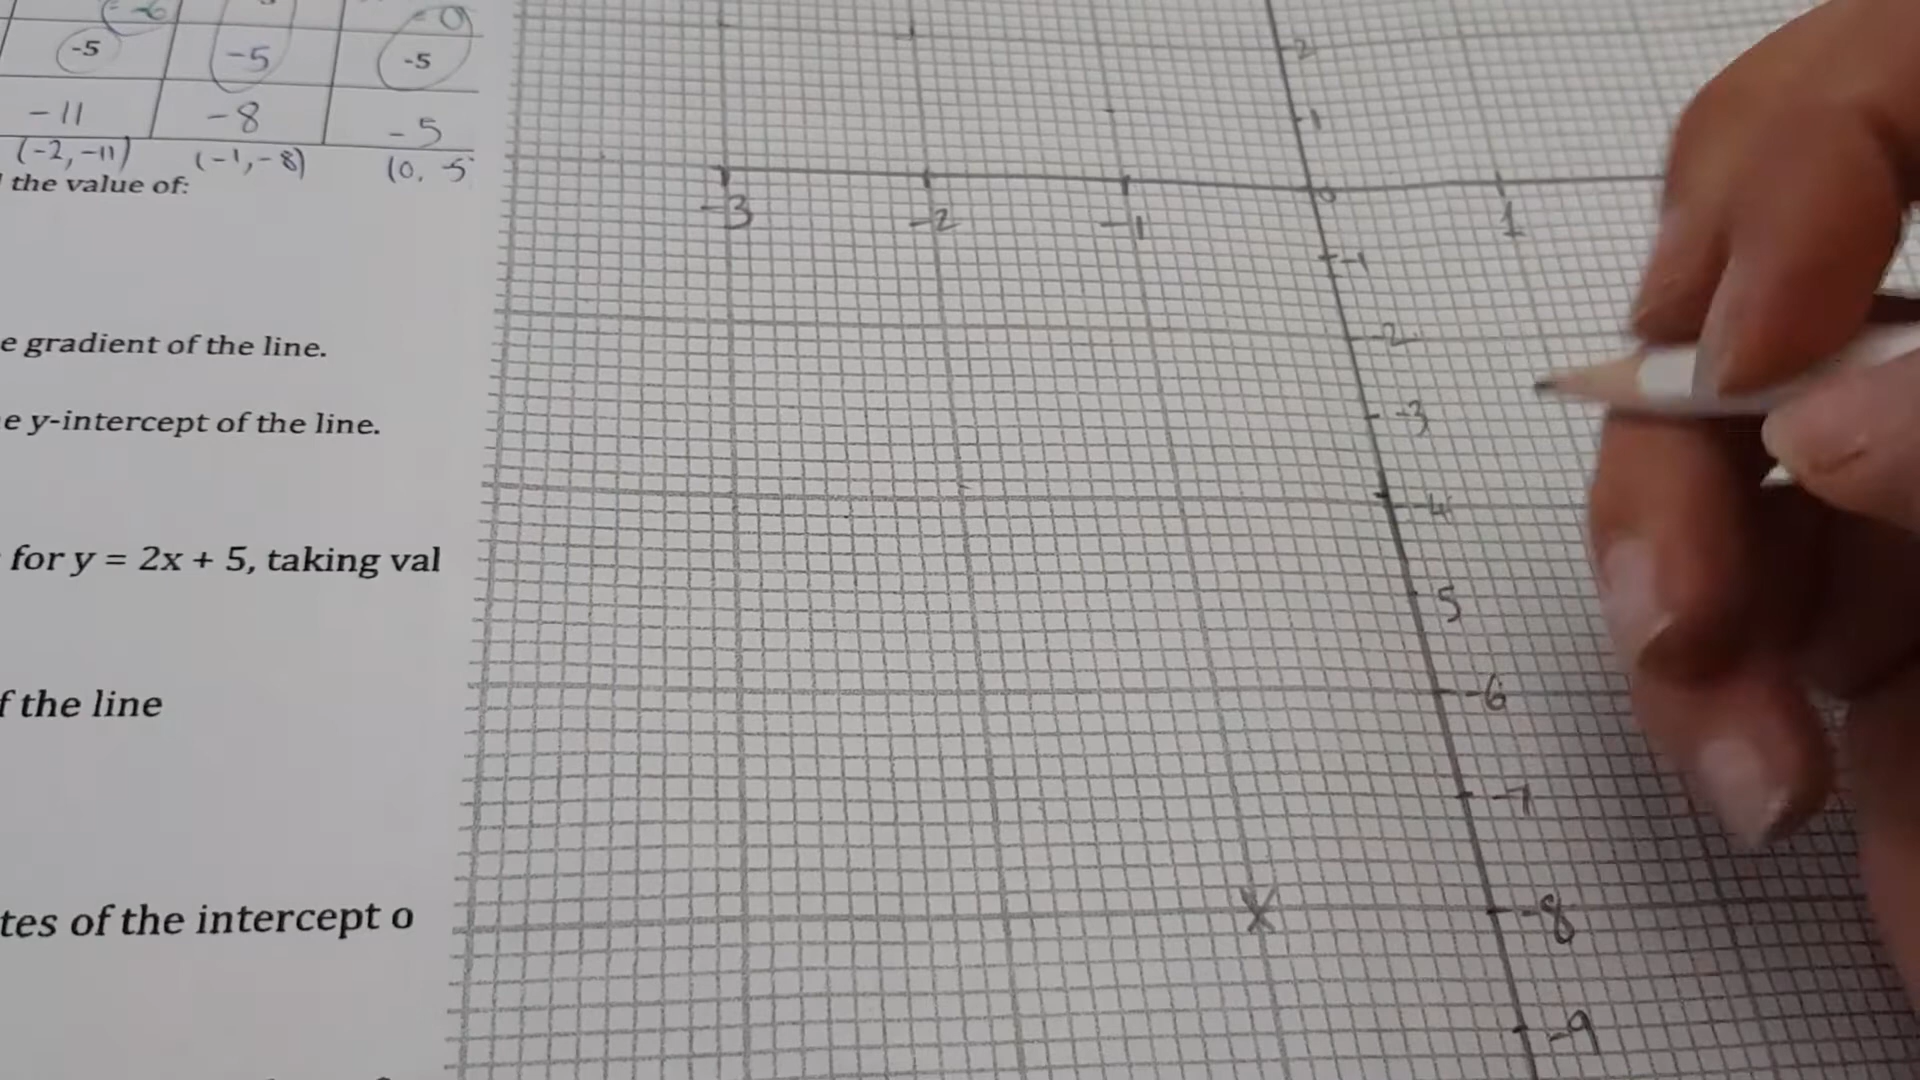 -6
0
-5 -5 -5
-11 -8 -5
(-2,-11) (-1,-8) (0, -5
the value of:
e gradient of the line.
e y-intercept of the line.
for y = 2x + 5, taking val
f the line
tes of the intercept o
2
-1
-3 -2 -1 0 1
-1
-2
-3
-4
5
-6
-7
X
-8
-9